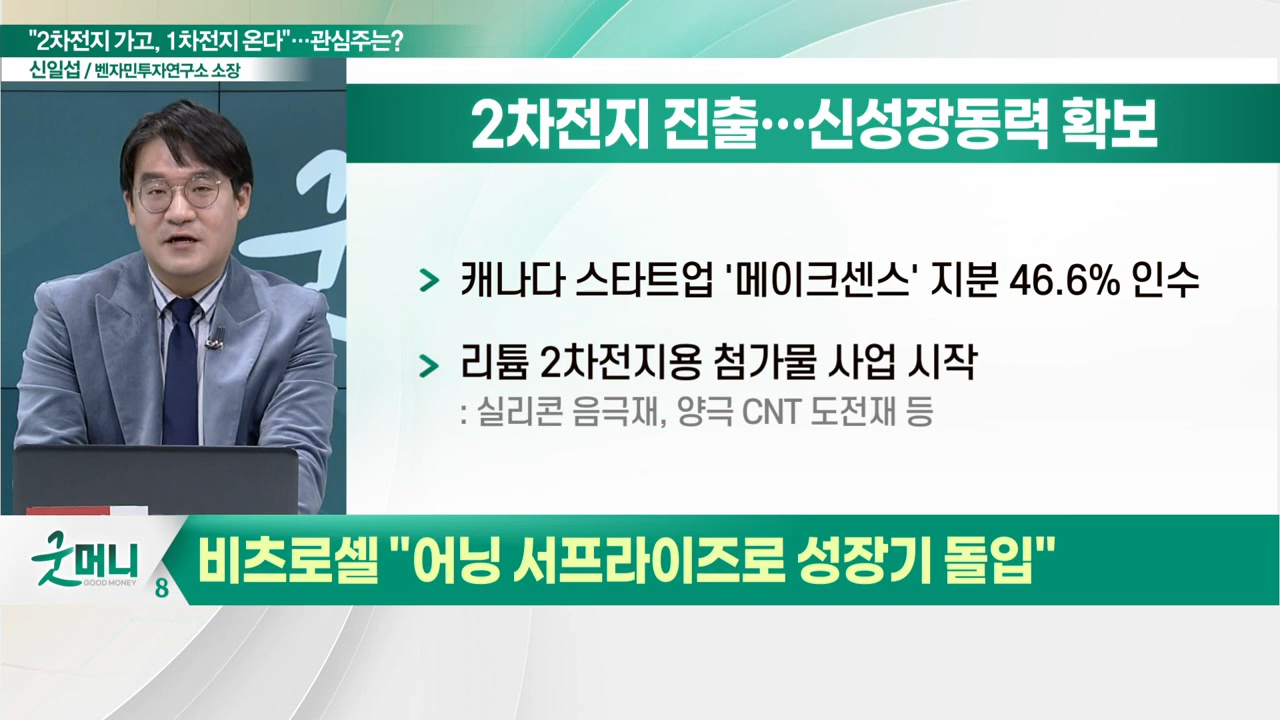 "2차전지 가고, 1차전지 온다"…관심주는?
신일섭 / 벤자민투자연구소 소장
2차전지 진출…신성장동력 확보
> 캐나다 스타트업 '메이크센스' 지분 46.6% 인수
> 리튬 2차전지용 첨가물 사업 시작
: 실리콘 음극재, 양극 CNT 도전재 등
굿머니
GOOD MONEY
8
비츠로셀 "어닝 서프라이즈로 성장기 돌입"